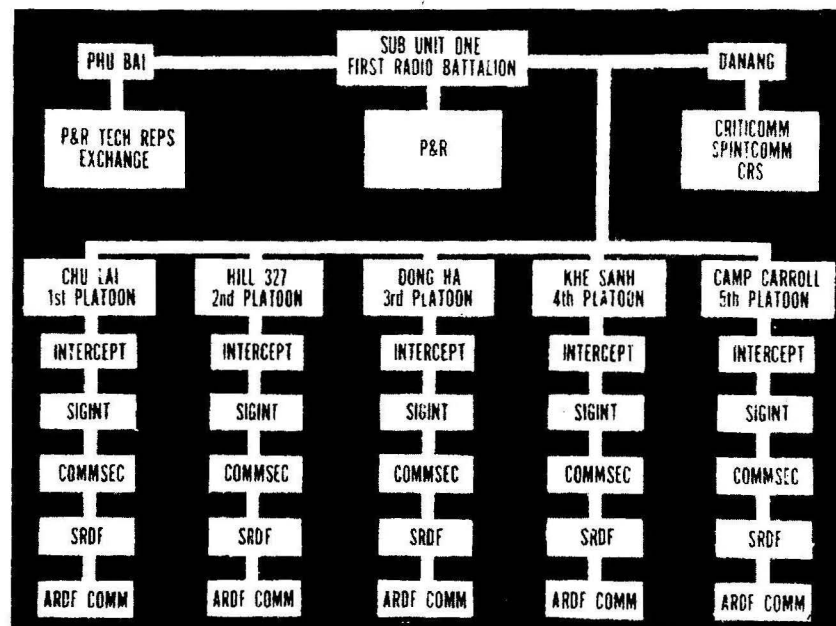 PHU BAI
SUB UNIT ONE
FIRST RADIO BATTALION
DANANG
P&R TECH REPS
EXCHANGE
P&R
CRITICOMM
SPINTCOMM
CRS
CHU LAI
1st PLATOON
HILL 327
2nd PLATOON
DONG HA
3rd PLATOON
KHE SANH
4th PLATOON
CAMP CARROLL
5th PLATOON
INTERCEPT
INTERCEPT
INTERCEPT
INTERCEPT
INTERCEPT
SIGINT
SIGINT
SIGINT
SIGINT
SIGINT
COMMSEC
COMMSEC
COMMSEC
COMMSEC
COMMSEC
SRDF
SRDF
SRDF
SRDF
SRDF
ARDF COMM
ARDF COMM
ARDF COMM
ARDF COMM
ARDF COMM